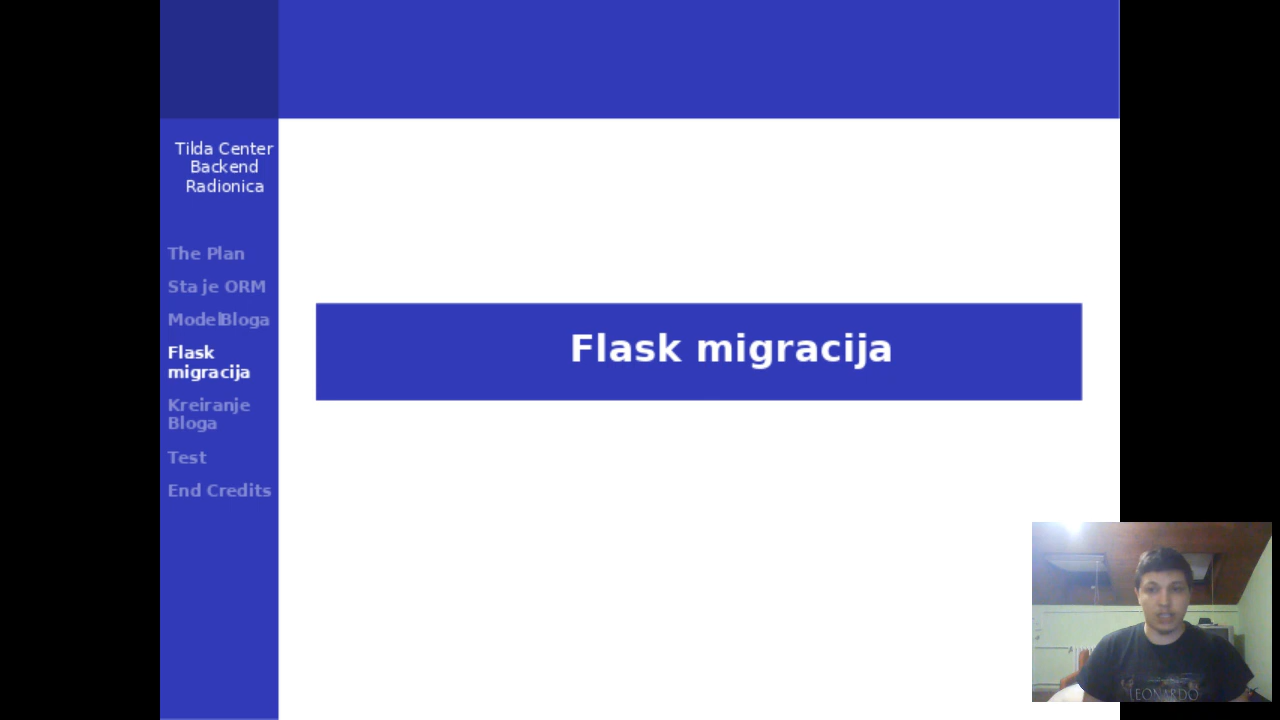 Tilda Center
Backend
Radionica
The Plan
Sta je ORM
Model Bloga
Flask
migracija
Kreiranje
Bloga
Test
End Credits
Flask migracija
LEONARDO